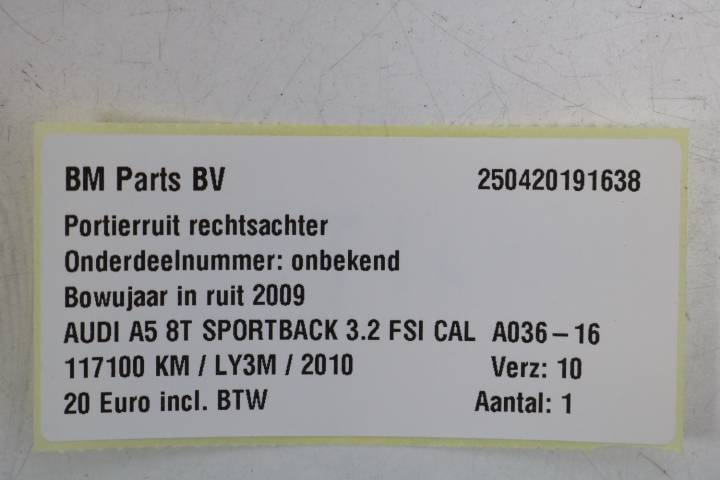 BM Parts BV 250420191638
Portierruit rechtsachter
Onderdeelnummer: onbekend
Bowujaar in ruit 2009
AUDI A5 8T SPORTBACK 3.2 FSI CAL A036-16
117100 KM / LY3M / 2010 Verz: 10
20 Euro incl. BTW Aantal: 1